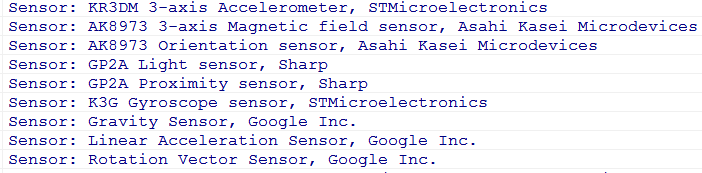 Sensor: KR3DM 3-axis Accelerometer, STMicroelectronics
Sensor: AK8973 3-axis Magnetic field sensor, Asahi Kasei Microdevices
Sensor: AK8973 Orientation sensor, Asahi Kasei Microdevices
Sensor: GP2A Light sensor, Sharp
Sensor: GP2A Proximity sensor, Sharp
Sensor: K3G Gyroscope sensor, STMicroelectronics
Sensor: Gravity Sensor, Google Inc.
Sensor: Linear Acceleration Sensor, Google Inc.
Sensor: Rotation Vector Sensor, Google Inc.